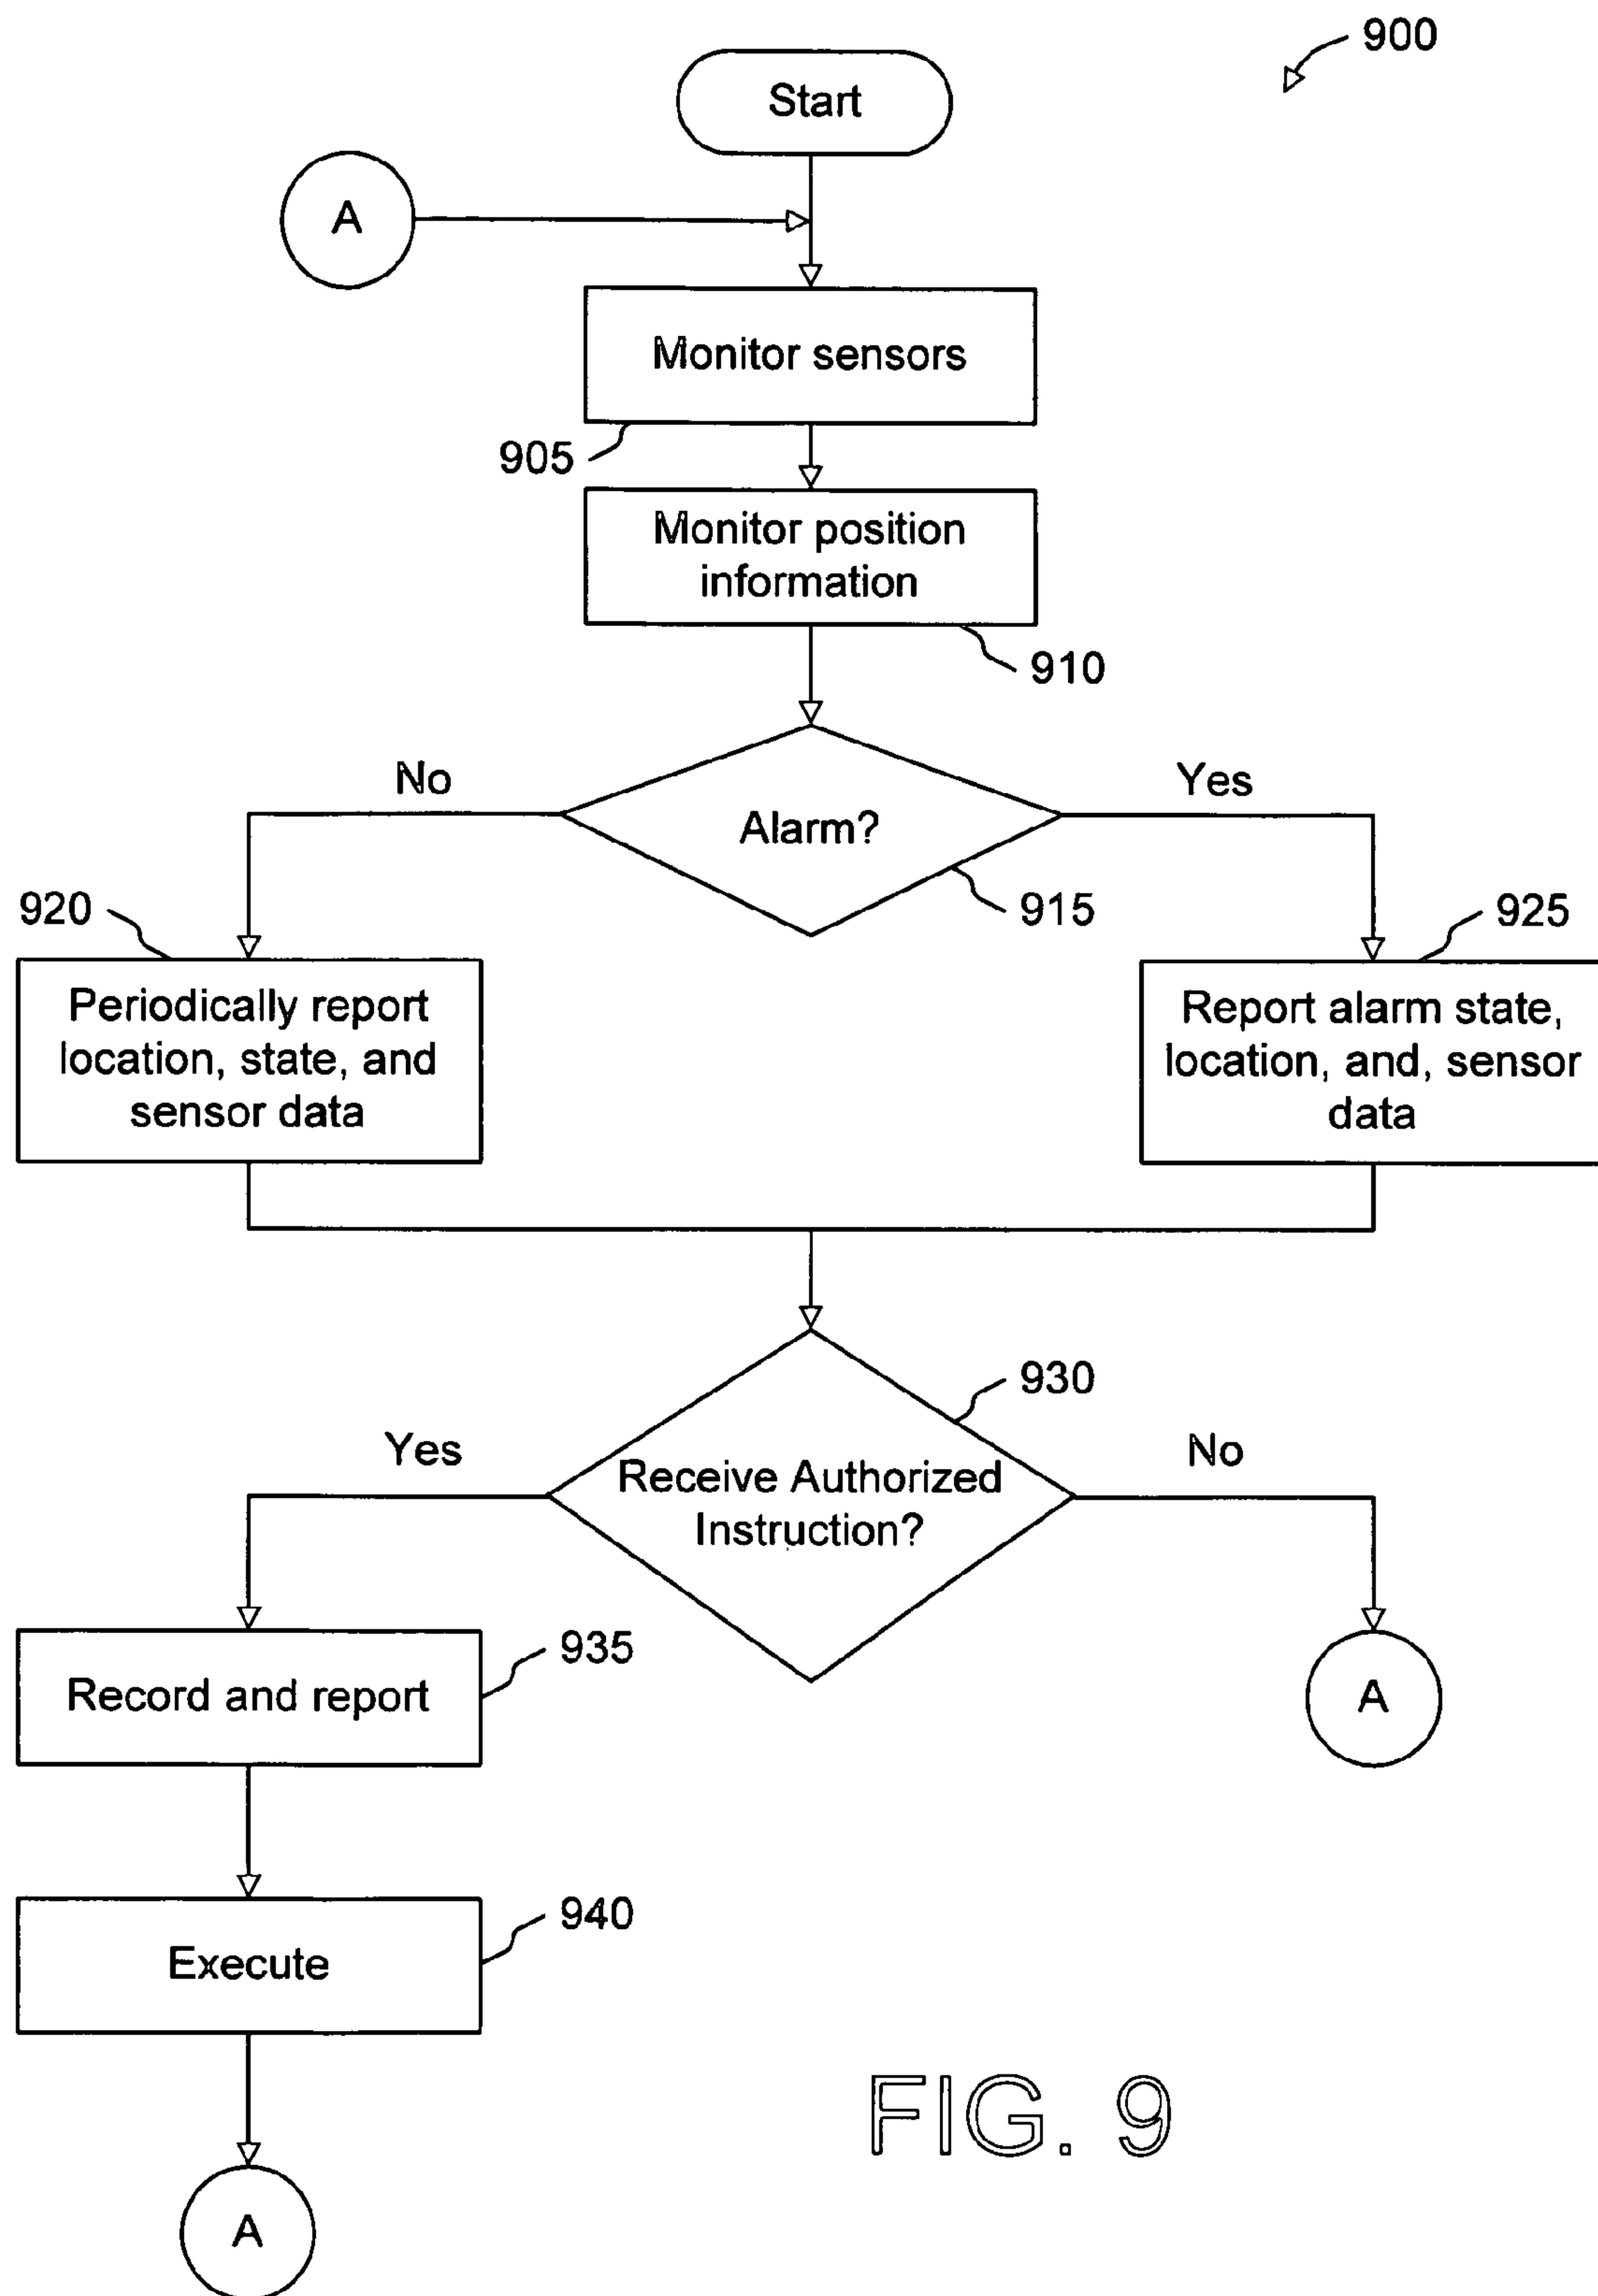 900
Start
A
Monitor sensors
905
Monitor position
information
910
No
Yes
Alarm?
915
920
925
Periodically report
location, state, and
sensor data
Report alarm state,
location, and, sensor
data
930
Yes
No
Receive Authorized
Instruction?
935
Record and report
A
940
Execute
FIG. 9
A